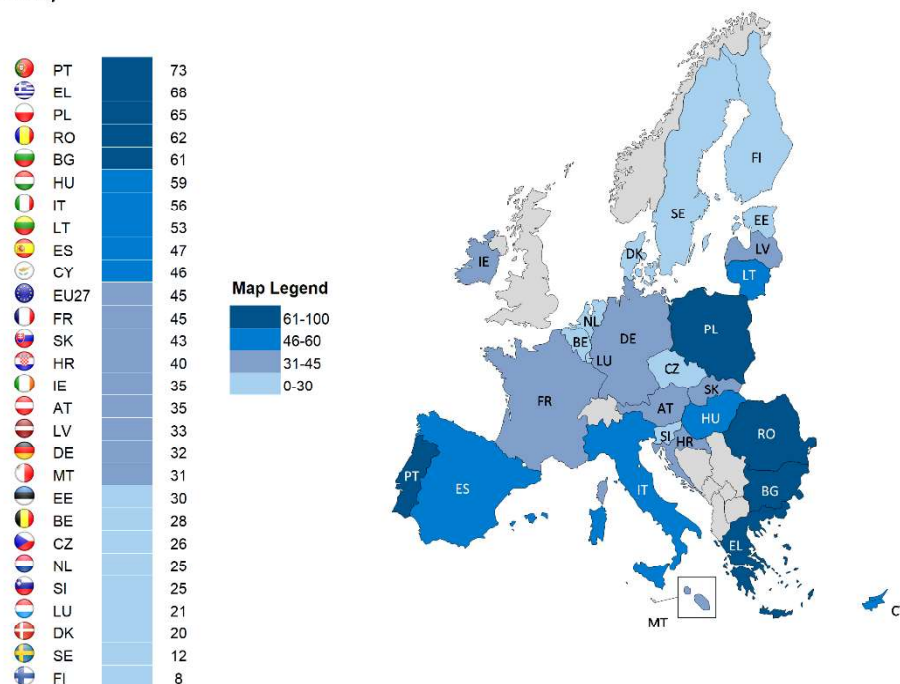 PT 73
EL 68
PL 65
RO 62
BG 61
HU 59
IT 56
LT 53
ES 47
CY 46
EU27 45
FR 45
SK 43
HR 40
IE 35
AT 35
LV 33
DE 32
MT 31
EE 30
BE 28
CZ 26
NL 25
SI 25
LU 21
DK 20
SE 12
FI 8
Map Legend
61-100
46-60
31-45
0-30
FI
SE
EE
LV
DK
LT
IE
NL
PL
BE
DE
LU
CZ
SK
FR
AT
HU
SI
HR
RO
PT
ES
IT
BG
EL
MT
C